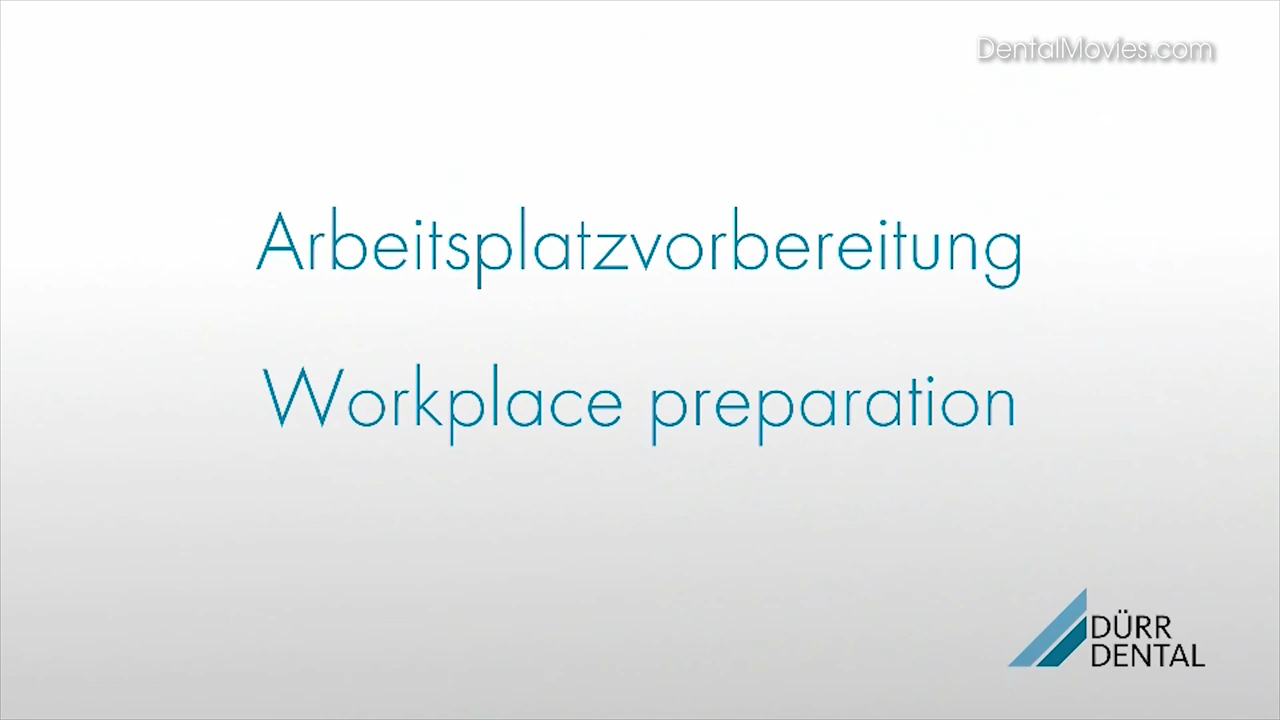 DentalMovies.com
Arbeitsplatzvorbereitung
Workplace preparation
DÜRR
DENTAL